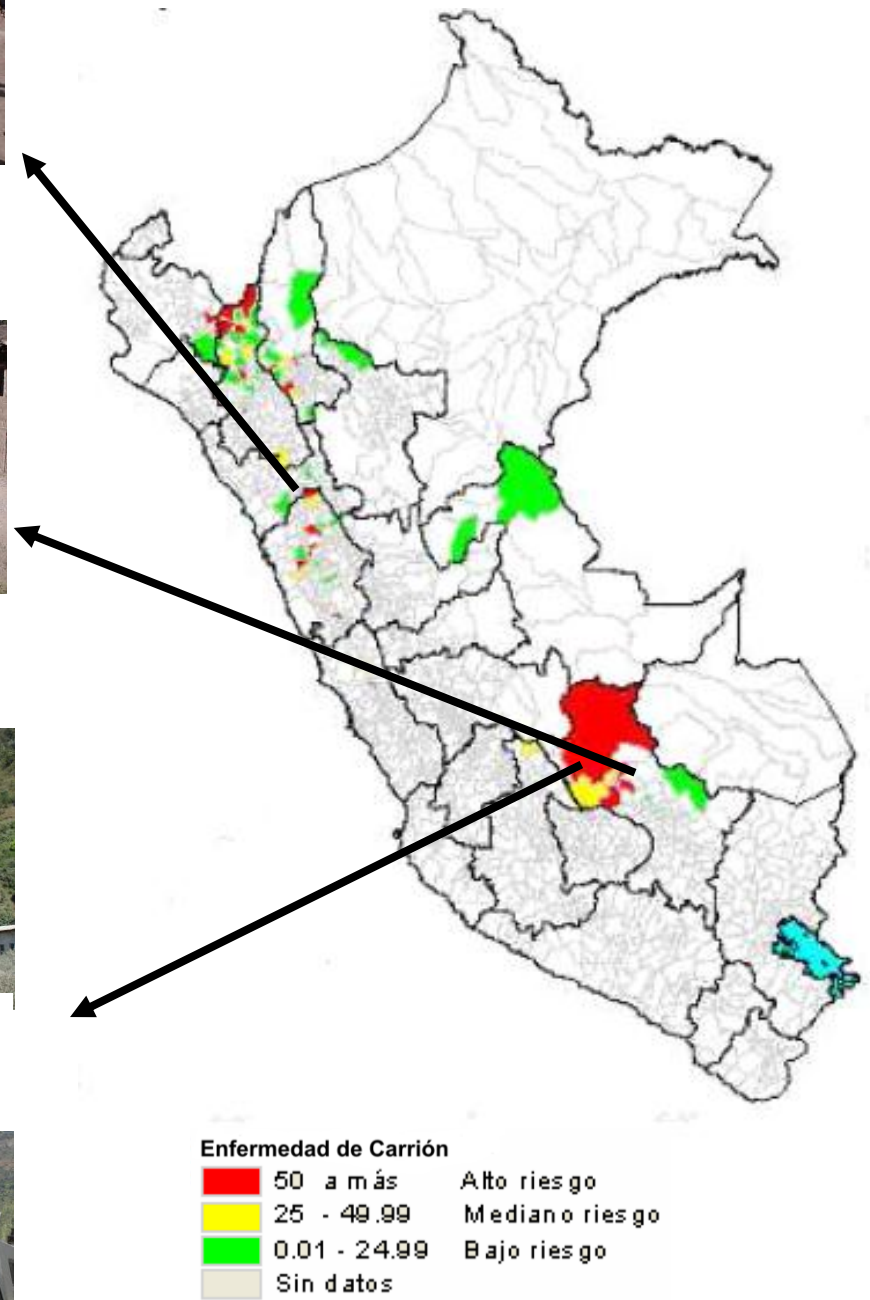 Enfermedad de Carrión
50 a más Alto riesgo
25 - 49.99 Mediano riesgo
0.01 - 24.99 Bajo riesgo
Sin datos